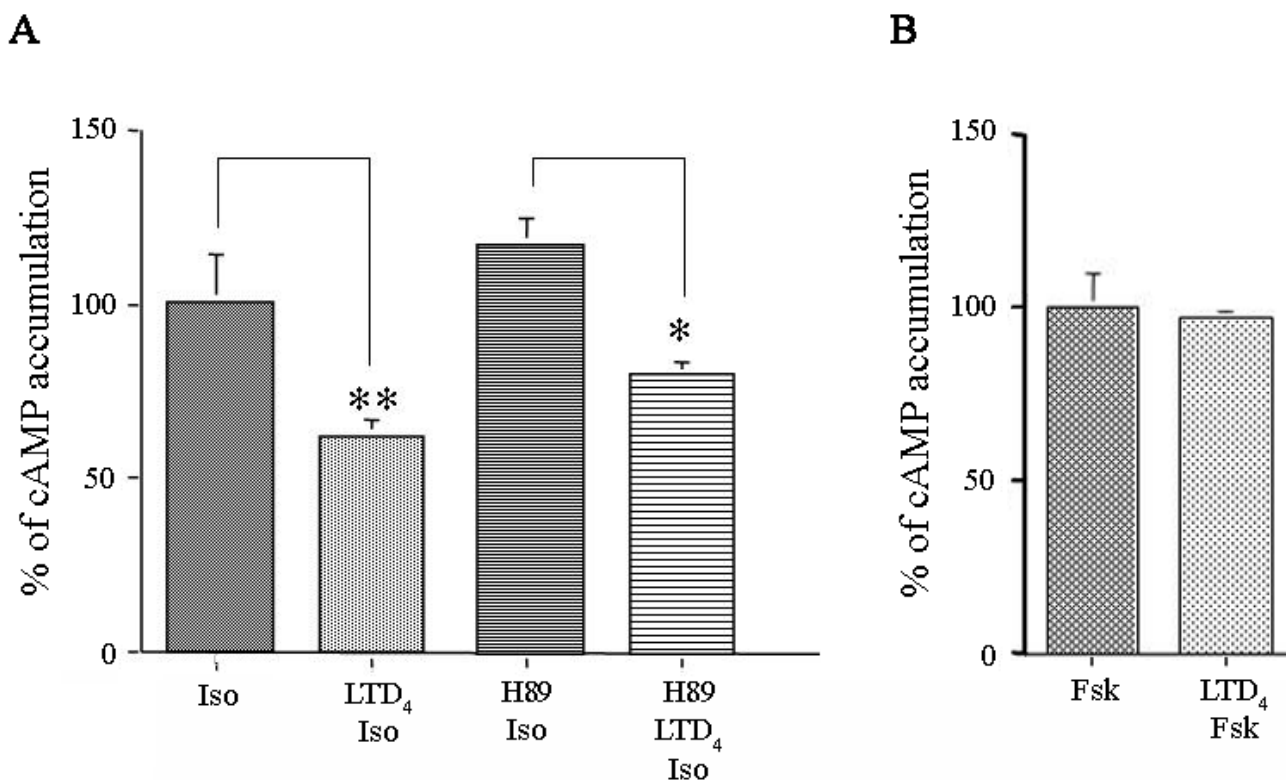 A
% of cAMP accumulation
150
100
50
0
**
*
Iso
LTD₄
Iso
H89
Iso
H89
LTD₄
Iso
B
% of cAMP accumulation
150
100
50
0
Fsk
LTD₄
Fsk